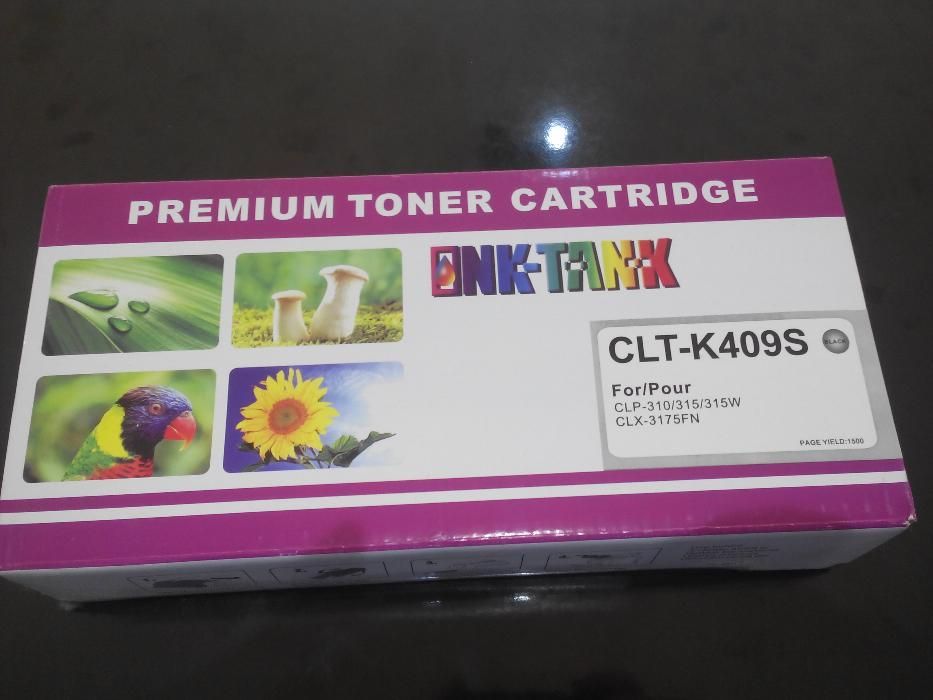 PREMIUM TONER CARTRIDGE
INK-TANK
CLT-K409S
BLACK
For/Pour
CLP-310/315/315W
CLX-3175FN
PAGE YIELD:1500